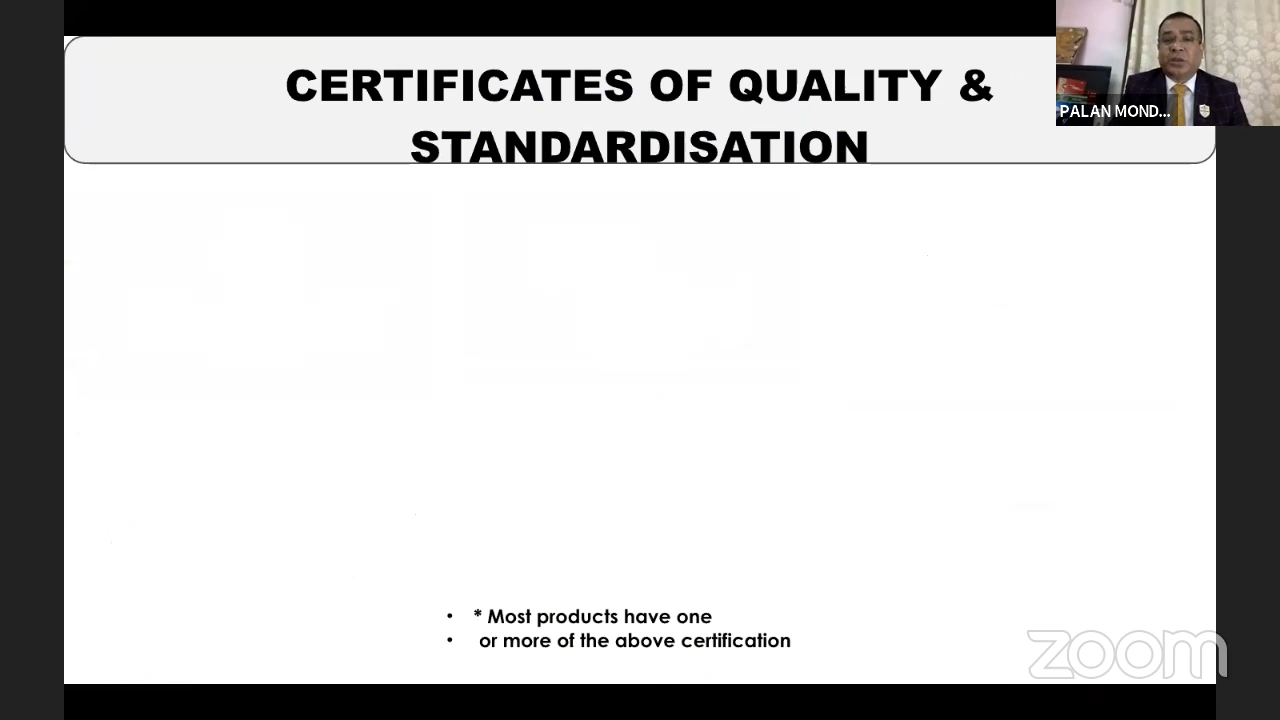 CERTIFICATES OF QUALITY &
STANDARDISATION
PALAN MOND...
• * Most products have one
• or more of the above certification
zoom